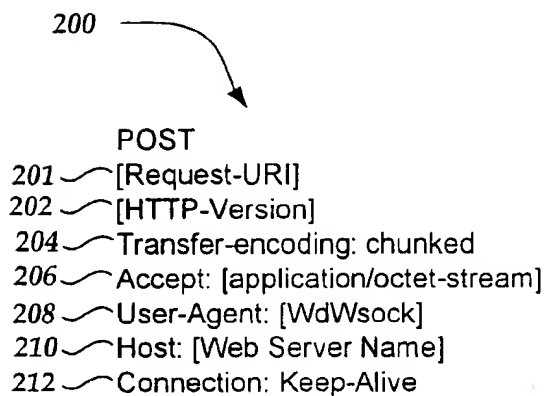 200
POST
201 [Request-URI]
202 [HTTP-Version]
204 Transfer-encoding: chunked
206 Accept: [application/octet-stream]
208 User-Agent: [WdWsock]
210 Host: [Web Server Name]
212 Connection: Keep-Alive